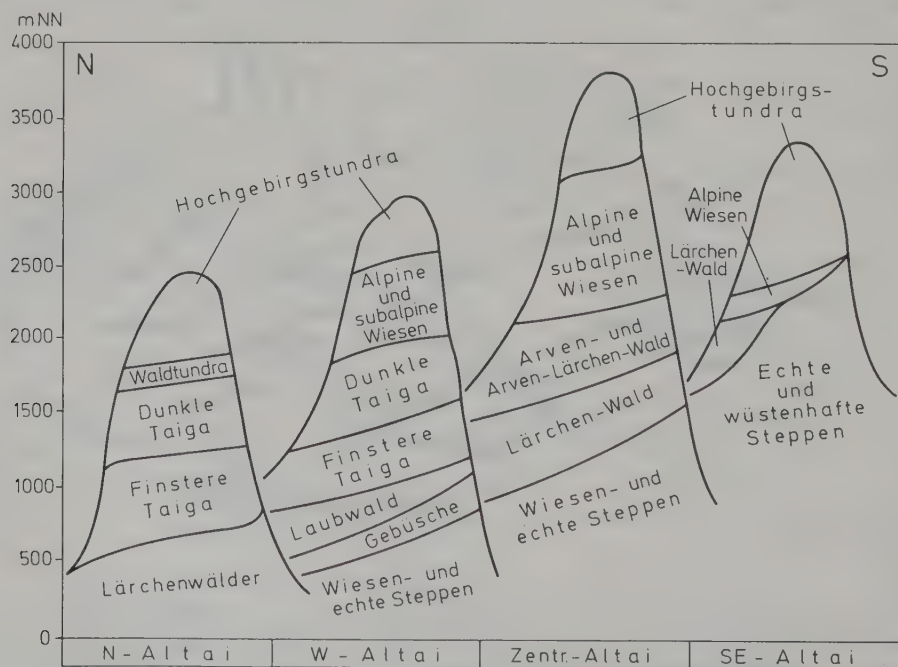 mNN
4000
3500
3000
2500
2000
1500
1000
500
0
N
S
Hochgebirgstundra
Waldtundra
Dunkle
Taiga
Finstere
Taiga
Lärchenwälder
Alpine
und
subalpine
Wiesen
Dunkle
Taiga
Finstere
Taiga
Laubwald
Gebüsche
Wiesen- und
echte Steppen
Alpine
und
subalpine
Wiesen
Arven- und
Arven-Lärchen-Wald
Lärchen-Wald
Wiesen- und
echte Steppen
Hochgebirgs-
tundra
Alpine
Wiesen
Lärchen
-Wald
Echte
und
wüstenhafte
Steppen
N-Altai
W-Altai
Zentr.-Altai
SE-Altai